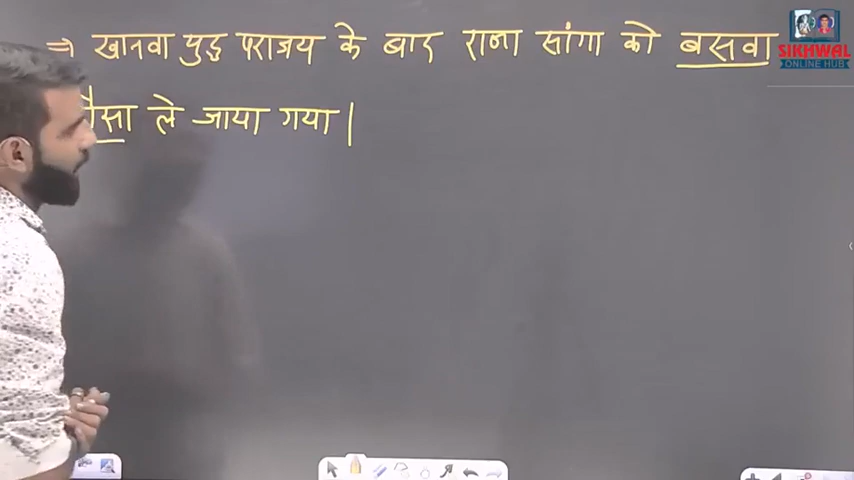 ⇒ खानवा युद्ध पराजय के बाद राजा सांगा को बसवा
ले जाया गया |
SIKHWAL
ONLINE HUB